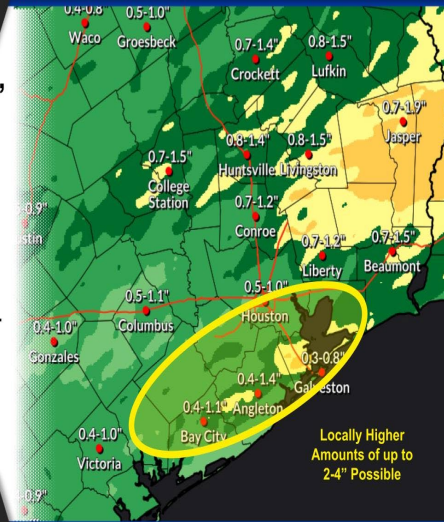 0.4-0.8
Waco
0.5-1.0"
Groesbeck
0.7-1.4"
Crockett
0.8-1.5"
Lufkin
0.7-1.9"
Jasper
0.8-1.4"
Huntsville
0.8-1.5"
Livingston
0.7-1.5"
College
Station
0.7-1.2"
Conroe
0.7-1.2"
Liberty
0.7-1.5"
Beaumont
0.5-1.1"
Columbus
0.5-1.0"
Houston
0.4-1.0"
Gonzales
0.3-0.8"
Galveston
0.4-1.4"
Angleton
0.4-1.1"
Bay City
0.4-1.0"
Victoria
Locally Higher
Amounts of up to
2-4" Possible